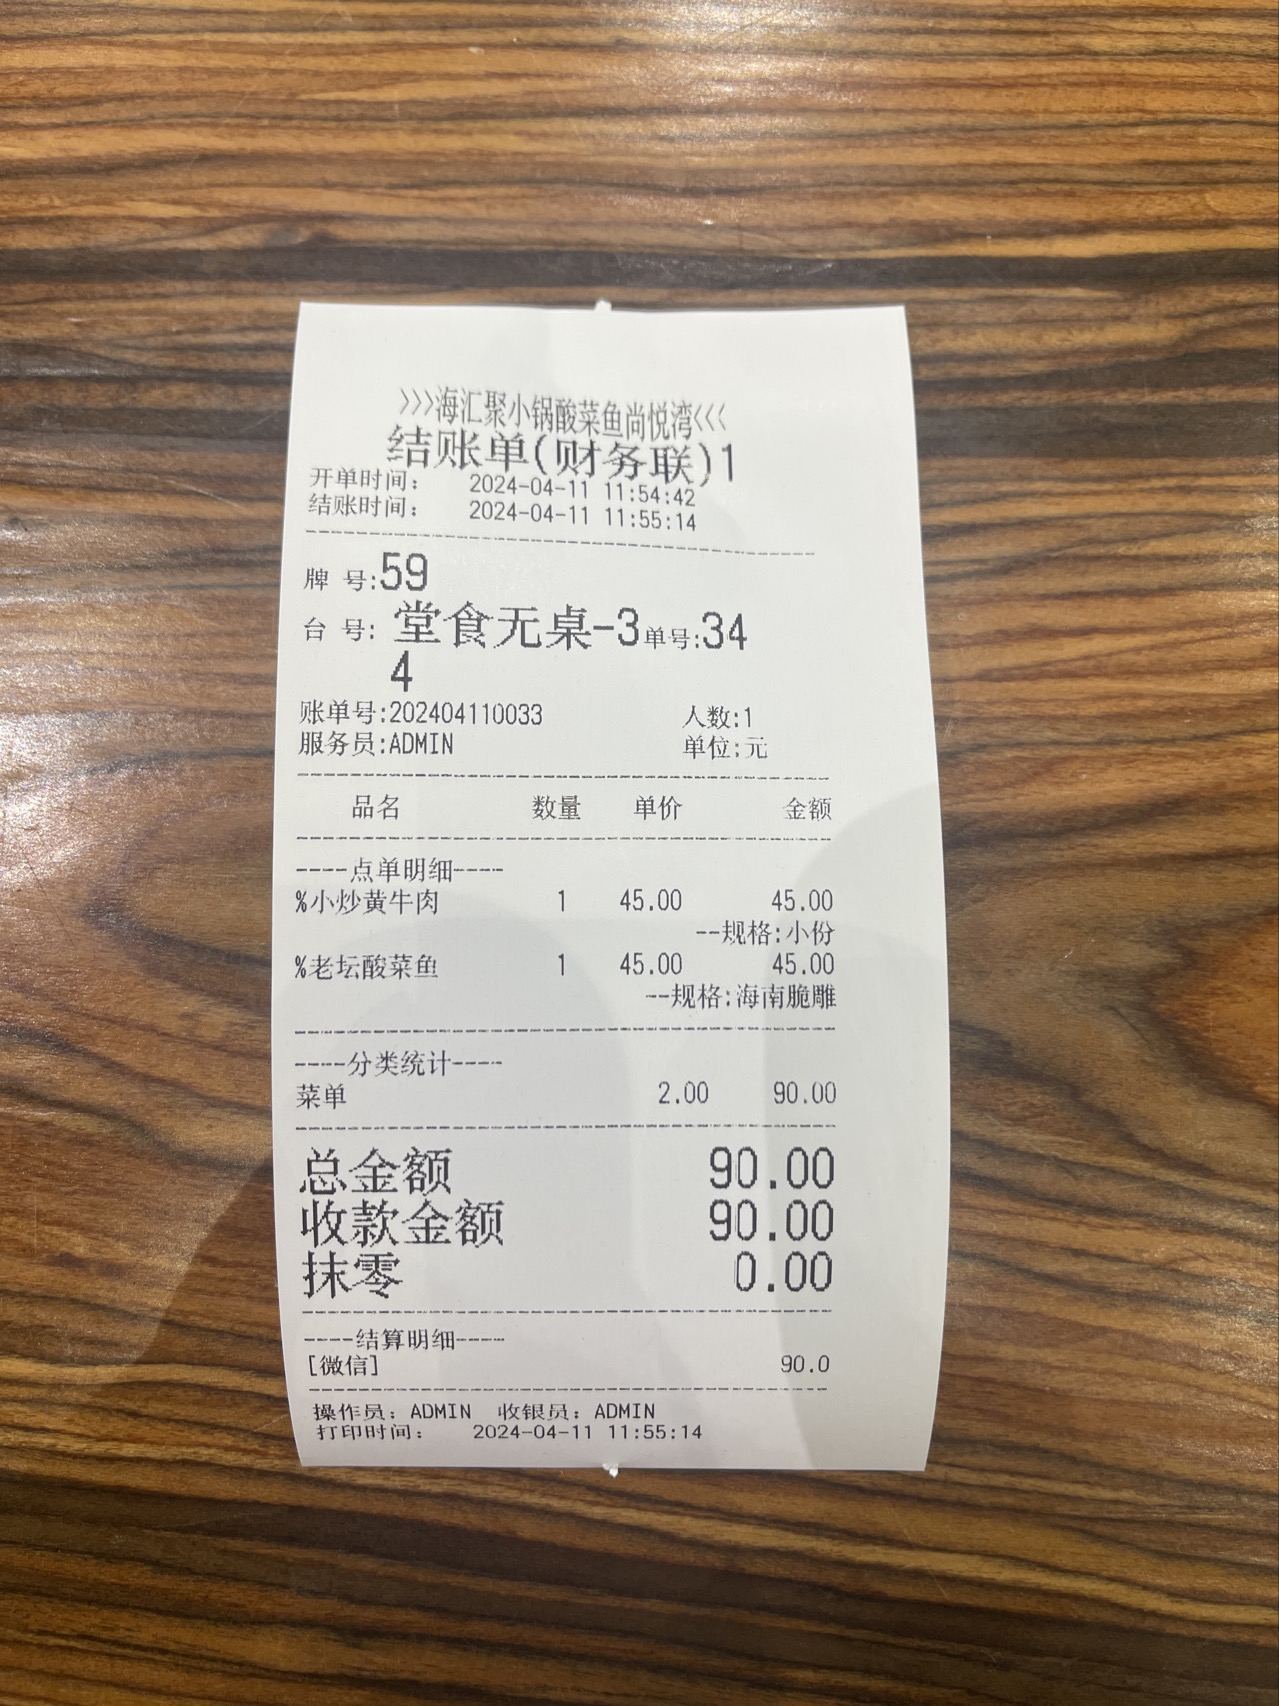 >>>海汇聚小锅酸菜鱼尚悦湾<<<
结账单(财务联)1
开单时间: 2024-04-11 11:54:42
结账时间: 2024-04-11 11:55:14
牌 号:59
台 号: 堂食无桌-3 单号:34
4
账单号:202404110033 人数:1
服务员:ADMIN 单位:元
品名 数量 单价 金额
----点单明细----
%小炒黄牛肉 1 45.00 45.00
--规格:小份
%老坛酸菜鱼 1 45.00 45.00
--规格:海南脆雕
----分类统计----
菜单 2.00 90.00
总金额 90.00
收款金额 90.00
抹零 0.00
----结算明细----
[微信] 90.0
操作员: ADMIN 收银员: ADMIN
打印时间: 2024-04-11 11:55:14